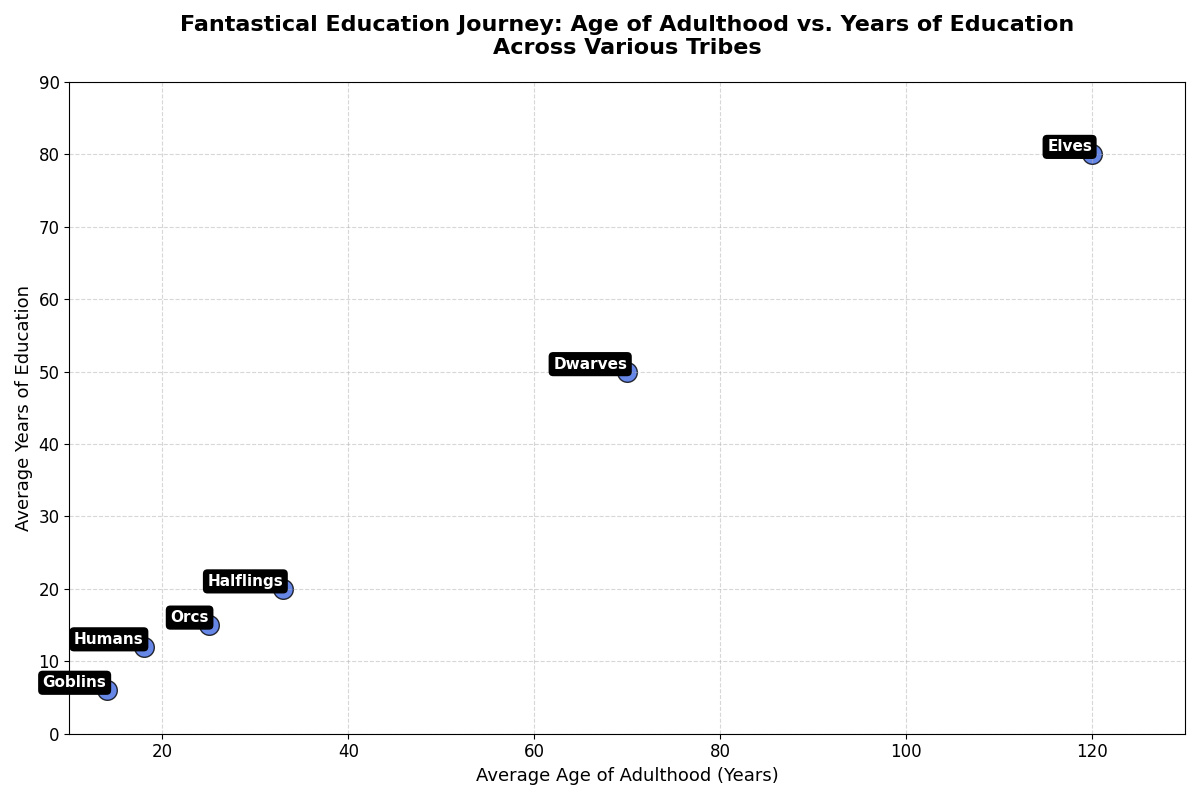 Fantastical Education Journey: Age of Adulthood vs. Years of Education
Across Various Tribes
90
80
70
60
50
40
30
20
10
0
Average Years of Education
Elves
Dwarves
Halflings
Orcs
Humans
Goblins
20
40
60
80
100
120
Average Age of Adulthood (Years)